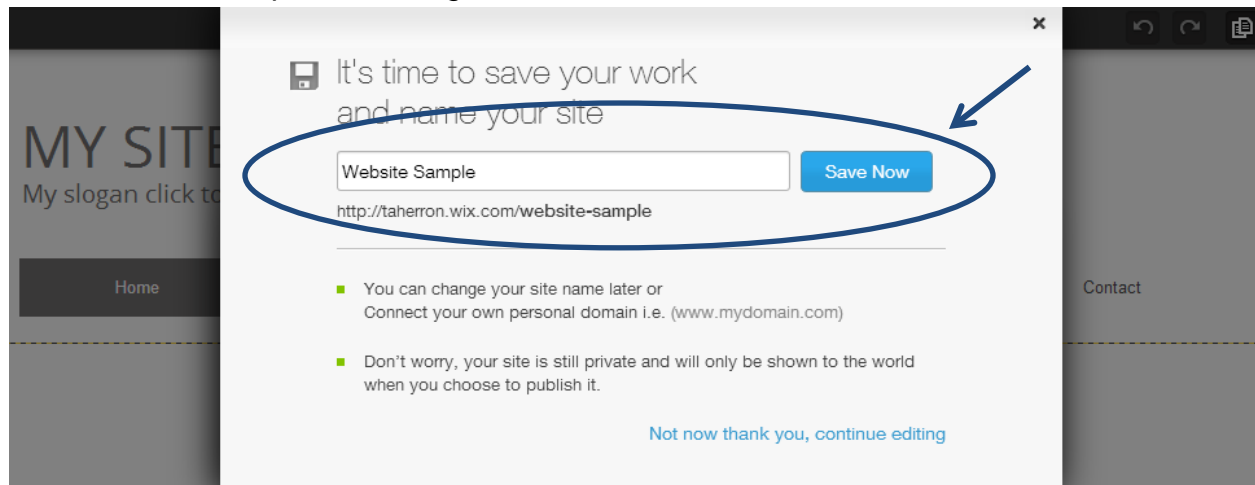 It's time to save your work
and name your site
MY SITE
My slogan click to
Website Sample
Save Now
http://taherron.wix.com/website-sample
Home
Contact
You can change your site name later or
Connect your own personal domain i.e. (www.mydomain.com)
Don't worry, your site is still private and will only be shown to the world
when you choose to publish it.
Not now thank you, continue editing